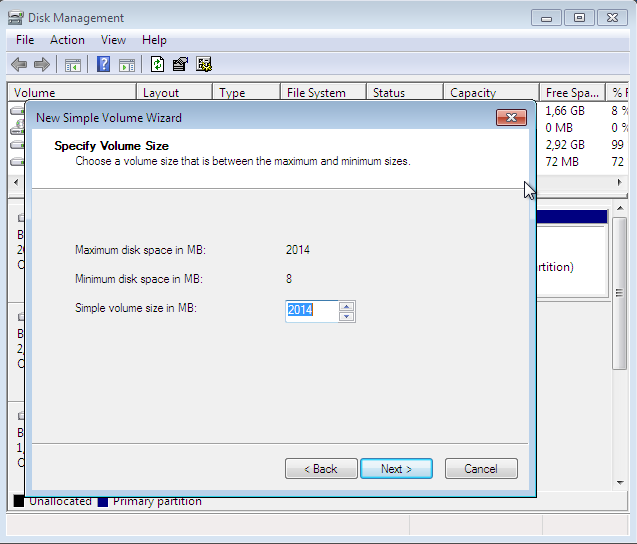 Disk Management
File Action View Help
Volume Layout Type File System Status Capacity Free Spa... % F
1,66 GB 8 %
0 MB 0 %
2,92 GB 99
72 MB 72
New Simple Volume Wizard
Specify Volume Size
Choose a volume size that is between the maximum and minimum sizes.
Maximum disk space in MB: 2014
Minimum disk space in MB: 8
Simple volume size in MB: 2014
rtition)
< Back Next > Cancel
Unallocated Primary partition